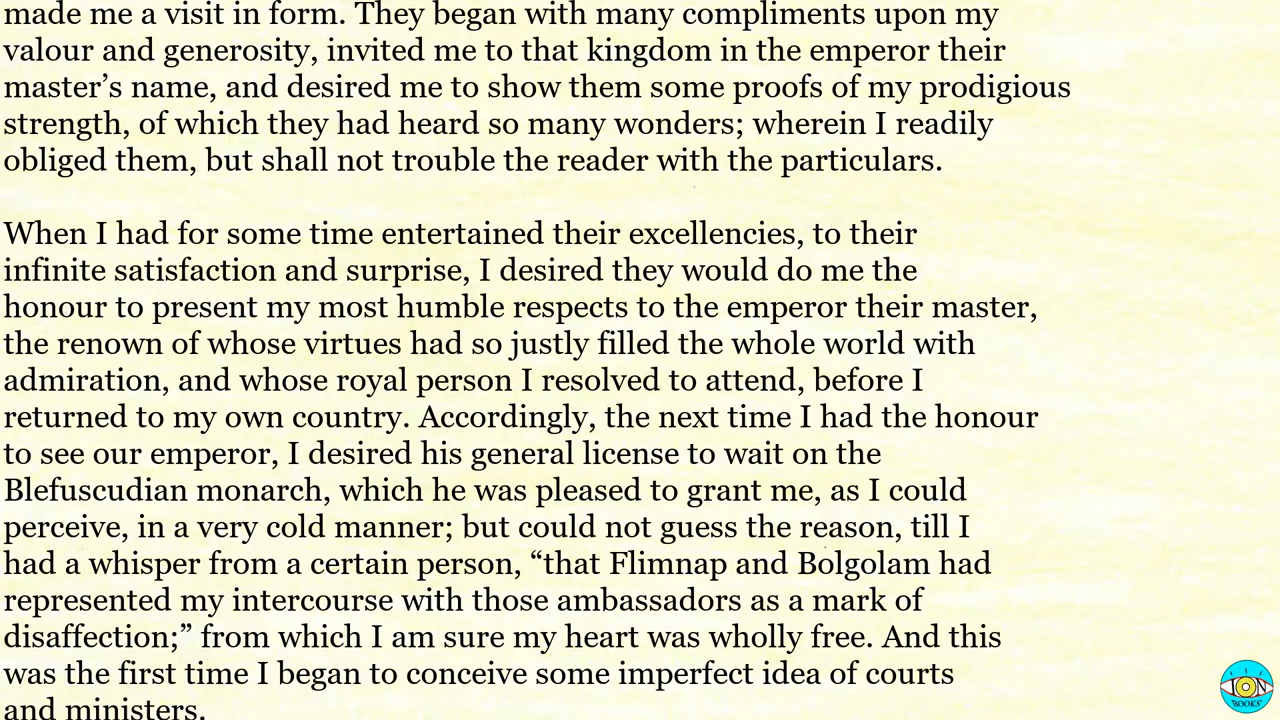 made me a visit in form. They began with many compliments upon my
valour and generosity, invited me to that kingdom in the emperor their
master’s name, and desired me to show them some proofs of my prodigious
strength, of which they had heard so many wonders; wherein I readily
obliged them, but shall not trouble the reader with the particulars.
When I had for some time entertained their excellencies, to their
infinite satisfaction and surprise, I desired they would do me the
honour to present my most humble respects to the emperor their master,
the renown of whose virtues had so justly filled the whole world with
admiration, and whose royal person I resolved to attend, before I
returned to my own country. Accordingly, the next time I had the honour
to see our emperor, I desired his general license to wait on the
Blefuscudian monarch, which he was pleased to grant me, as I could
perceive, in a very cold manner; but could not guess the reason, till I
had a whisper from a certain person, “that Flimnap and Bolgolam had
represented my intercourse with those ambassadors as a mark of
disaffection;” from which I am sure my heart was wholly free. And this
was the first time I began to conceive some imperfect idea of courts
and ministers.
ION
BOOKS